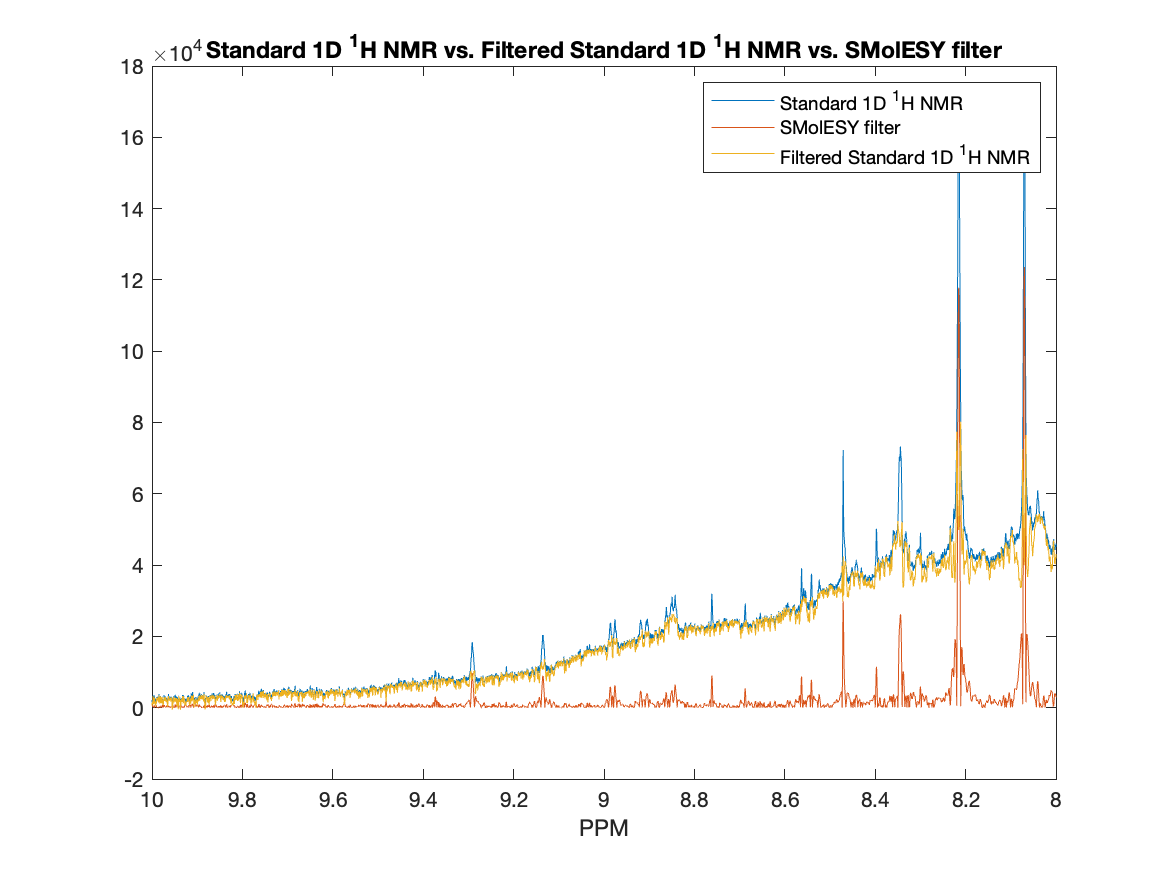 ×10⁴ Standard 1D ¹H NMR vs. Filtered Standard 1D ¹H NMR vs. SMolESY filter
18
Standard 1D ¹H NMR
SMolESY filter
Filtered Standard 1D ¹H NMR
16
14
12
10
8
6
4
2
0
-2
10 9.8 9.6 9.4 9.2 9 8.8 8.6 8.4 8.2 8
PPM